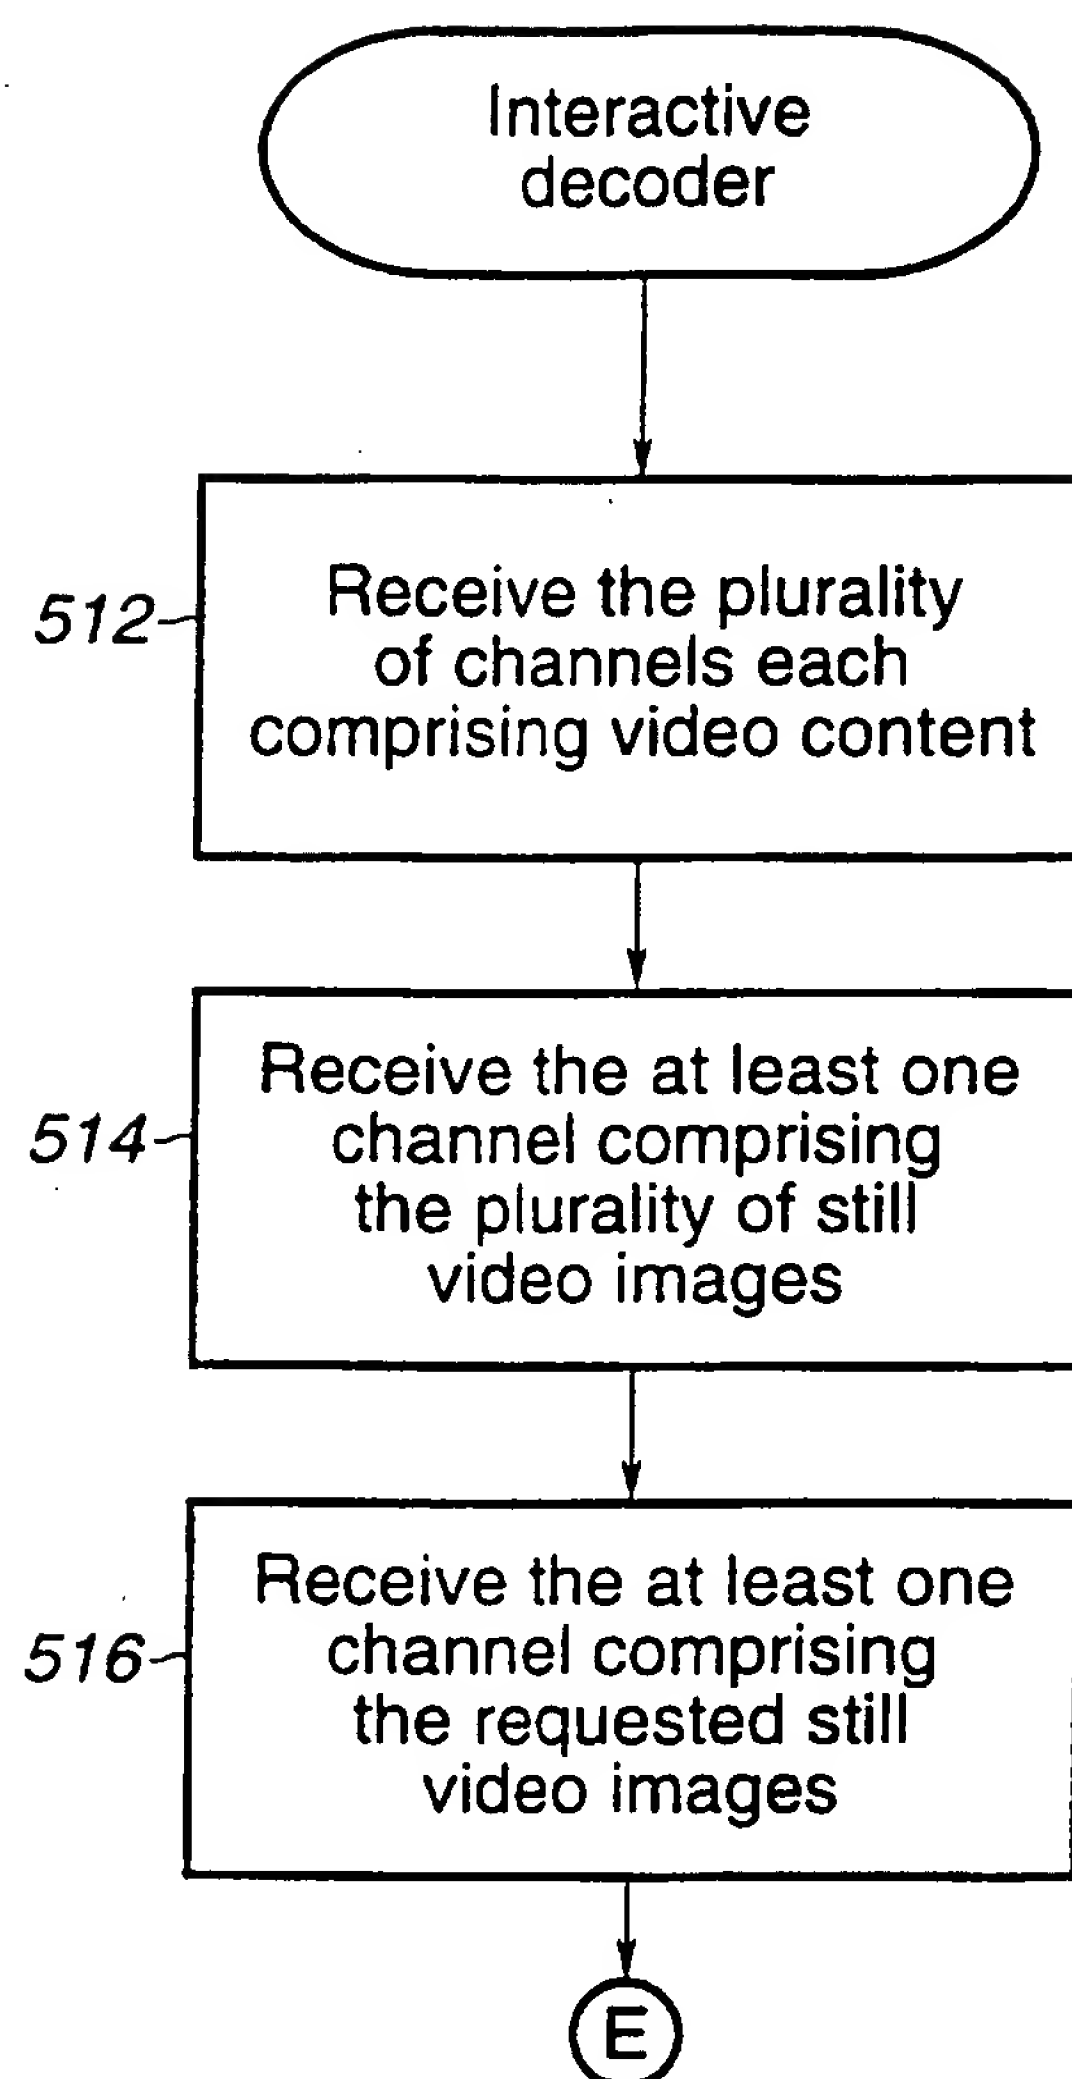 Interactive
decoder
512
Receive the plurality
of channels each
comprising video content
514
Receive the at least one
channel comprising
the plurality of still
video images
516
Receive the at least one
channel comprising
the requested still
video images
E